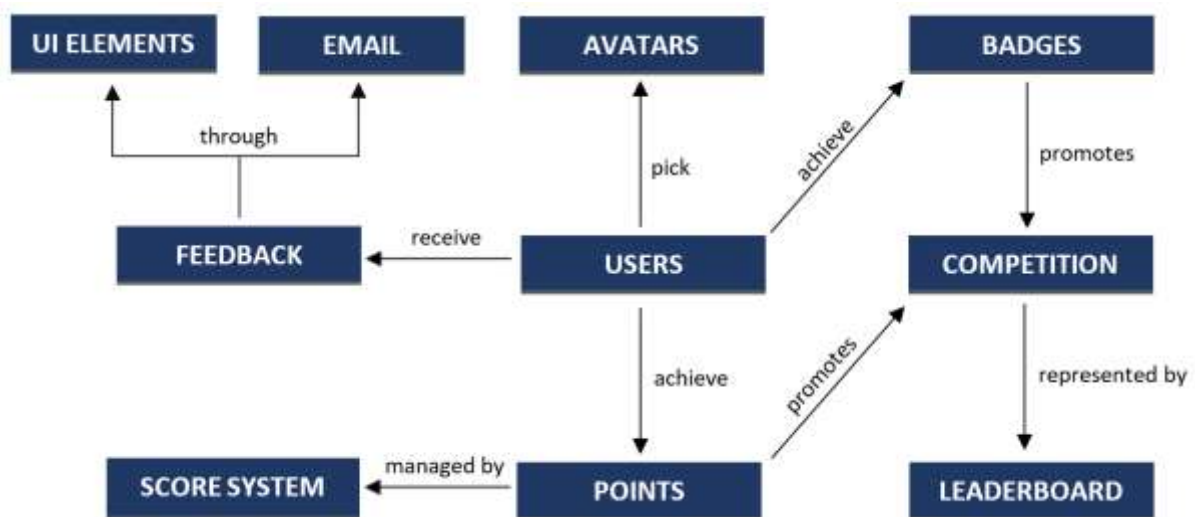 UI ELEMENTS
EMAIL
AVATARS
BADGES
through
pick
achieve
promotes
FEEDBACK
receive
USERS
COMPETITION
achieve
promotes
represented by
SCORE SYSTEM
managed by
POINTS
LEADERBOARD